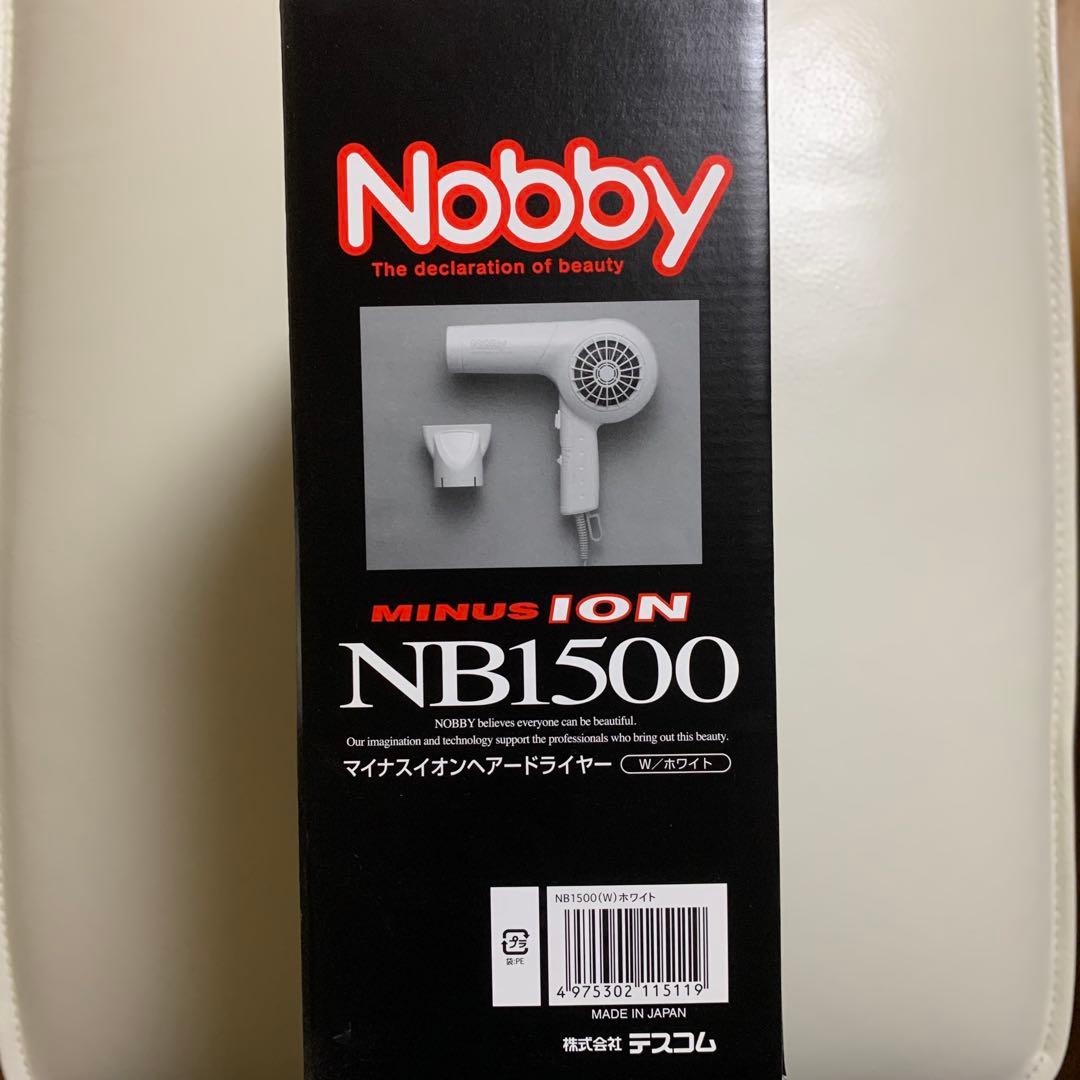 Nobby
The declaration of beauty
MINUS ION
NB1500
NOBBY believes everyone can be beautiful.
Our imagination and technology support the professionals who bring out this beauty.
マイナスイオンヘアードライヤー W/ホワイト
NB1500(W)ホワイト
プラ
袋:PE
4 975302 115119
MADE IN JAPAN
株式会社 テスコム